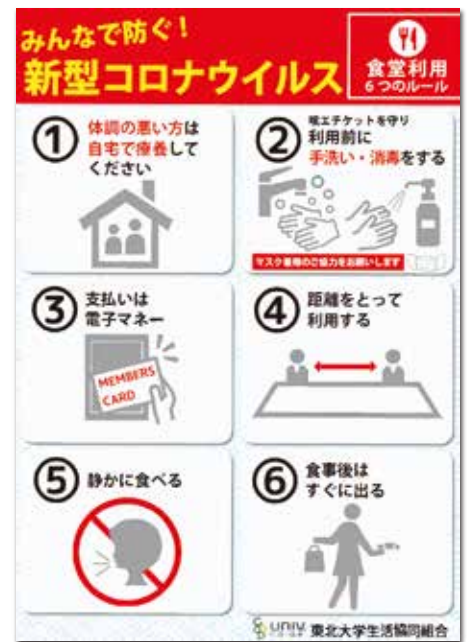 みんなで防ぐ！
新型コロナウイルス
食堂利用
6つのルール
①
体調の悪い方は
自宅で療養して
ください
②
咳エチケットを守り
利用前に
手洗い・消毒をする
マスク着用のご協力をお願いします
③
支払いは
電子マネー
MEMBERS
CARD
④
距離をとって
利用する
⑤
静かに食べる
⑥
食事後は
すぐに出る
univ
東北大学生活協同組合